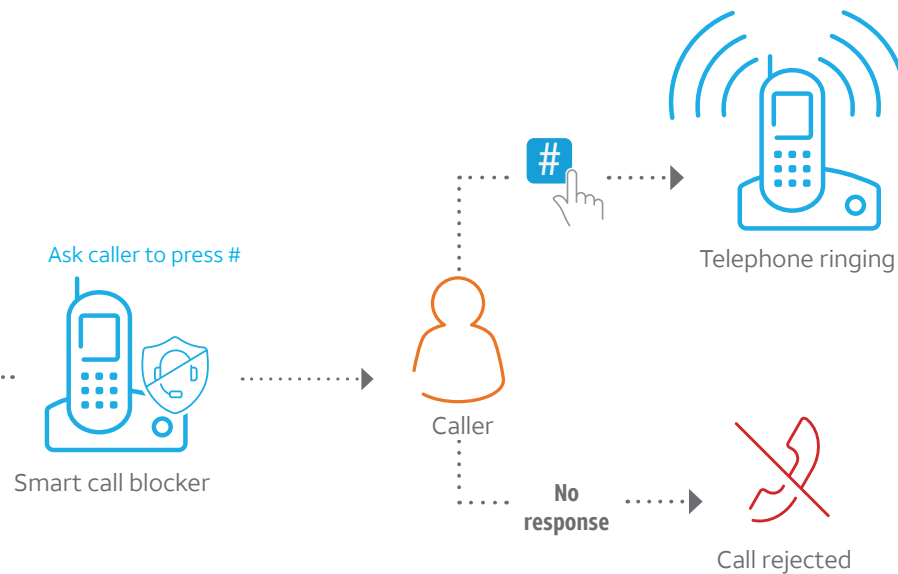 #
Telephone ringing
Ask caller to press #
Caller
Smart call blocker
No
response
Call rejected